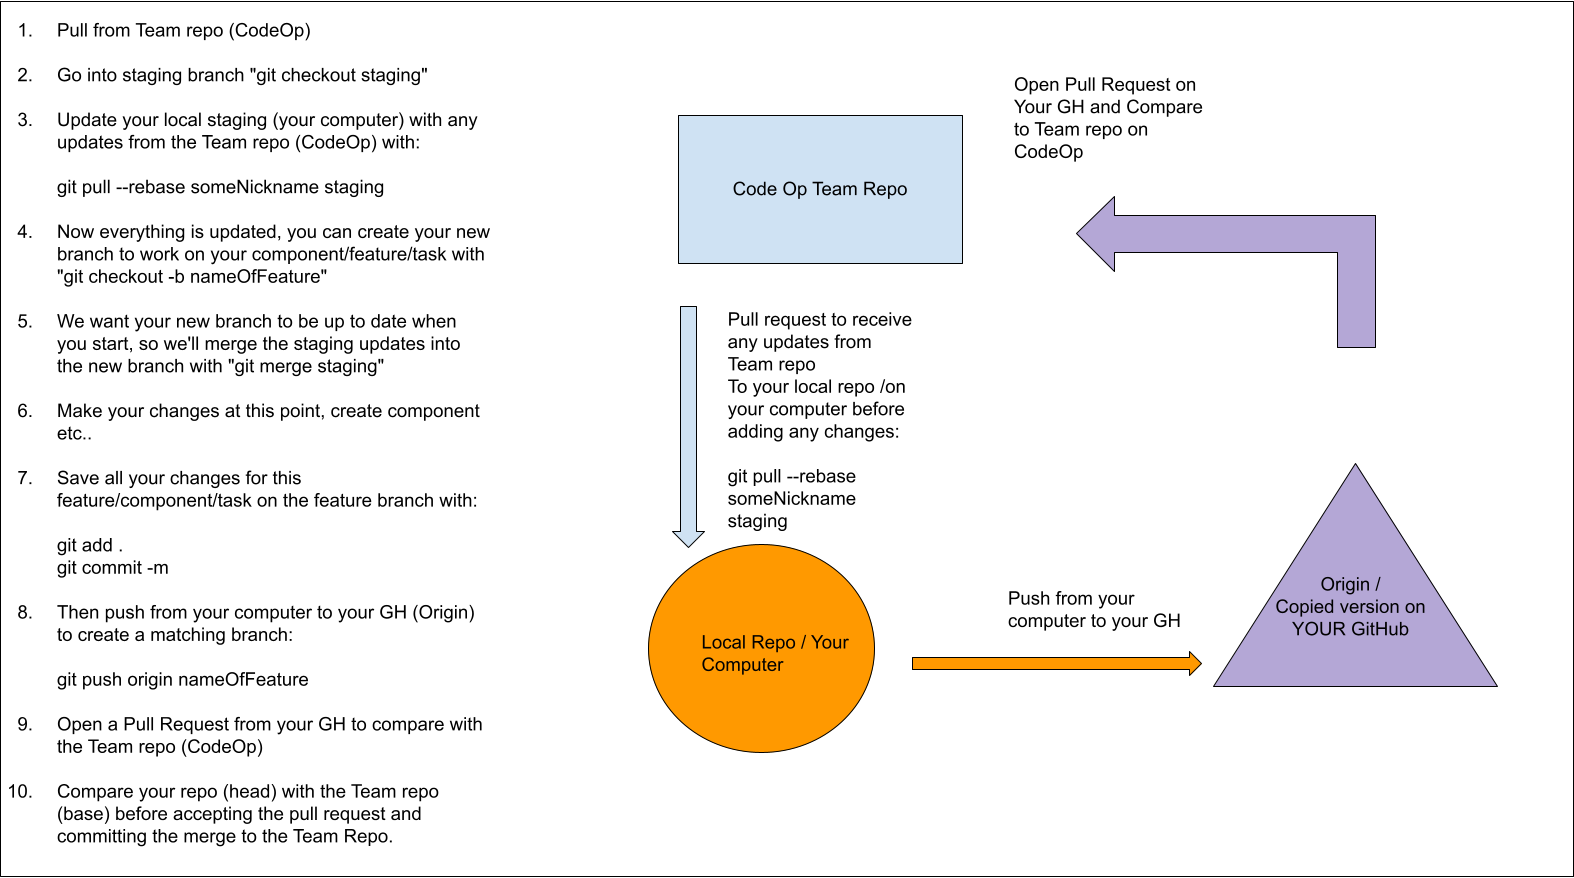 1. Pull from Team repo (CodeOp)
2. Go into staging branch "git checkout staging"
3. Update your local staging (your computer) with any
updates from the Team repo (CodeOp) with:
git pull --rebase someNickname staging
4. Now everything is updated, you can create your new
branch to work on your component/feature/task with
"git checkout -b nameOfFeature"
5. We want your new branch to be up to date when
you start, so we'll merge the staging updates into
the new branch with "git merge staging"
6. Make your changes at this point, create component
etc..
7. Save all your changes for this
feature/component/task on the feature branch with:
git add .
git commit -m
8. Then push from your computer to your GH (Origin)
to create a matching branch:
git push origin nameOfFeature
9. Open a Pull Request from your GH to compare with
the Team repo (CodeOp)
10. Compare your repo (head) with the Team repo
(base) before accepting the pull request and
committing the merge to the Team Repo.
Code Op Team Repo
Open Pull Request on
Your GH and Compare
to Team repo on
CodeOp
Pull request to receive
any updates from
Team repo
To your local repo /on
your computer before
adding any changes:
git pull --rebase
someNickname
staging
Local Repo / Your
Computer
Push from your
computer to your GH
Origin /
Copied version on
YOUR GitHub